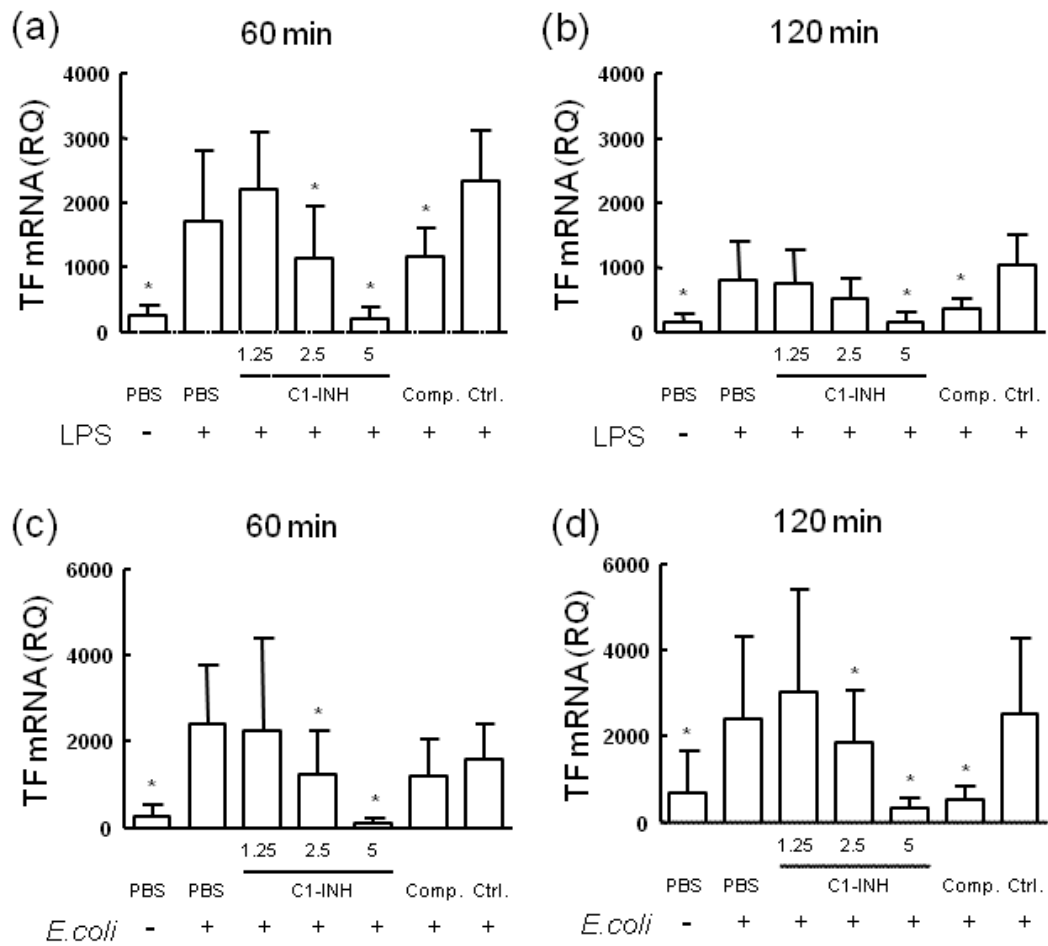 (a) 60 min
TF mRNA (RQ)
4000
3000
2000
1000
0
* * * *
1.25 2.5 5
PBS PBS C1-INH Comp. Ctrl.
LPS - + + + + + +
(b) 120 min
TF mRNA (RQ)
4000
3000
2000
1000
0
* * *
1.25 2.5 5
PBS PBS C1-INH Comp. Ctrl.
LPS - + + + + + +
(c) 60 min
TF mRNA (RQ)
6000
4000
2000
0
* * *
1.25 2.5 5
PBS PBS C1-INH Comp. Ctrl.
E.coli - + + + + + +
(d) 120 min
TF mRNA (RQ)
6000
4000
2000
0
* * * *
1.25 2.5 5
PBS PBS C1-INH Comp. Ctrl.
E.coli - + + + + + +